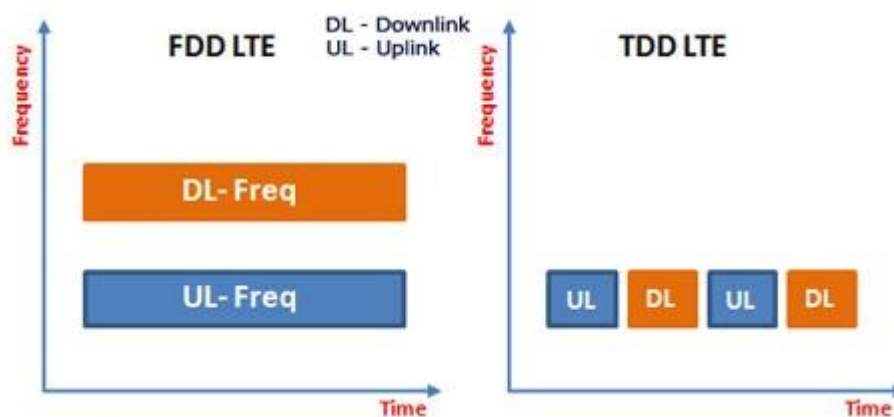 FDD LTE
DL - Downlink
UL - Uplink
TDD LTE
Frequency
DL- Freq
UL- Freq
Time
Frequency
UL DL UL DL
Time